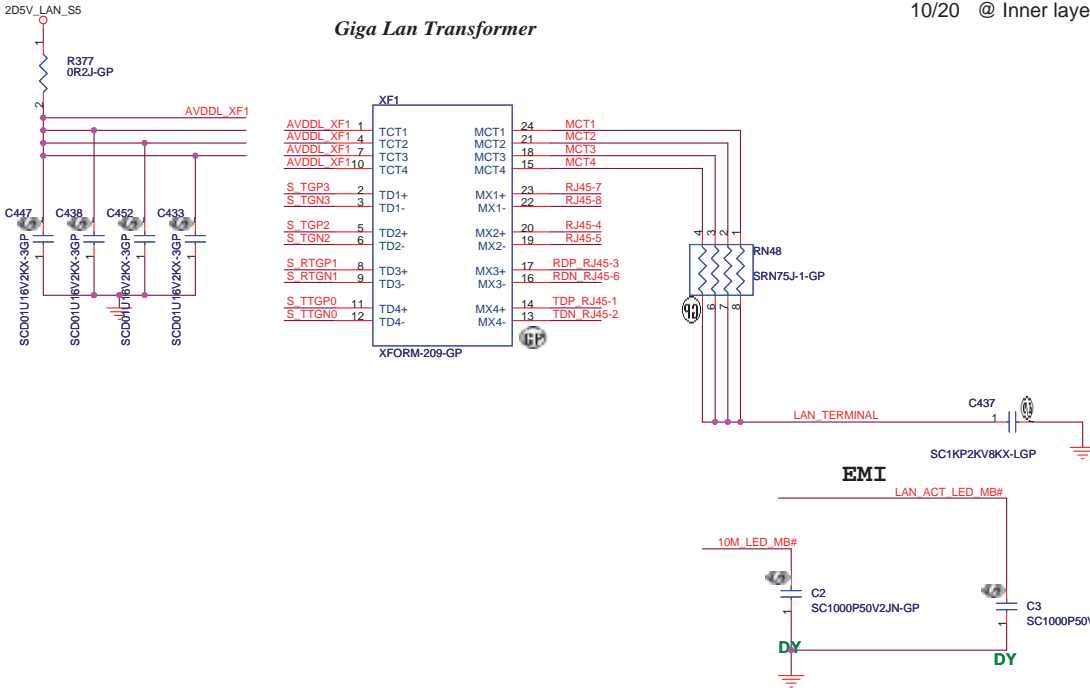 2D5V_LAN_S5
Giga Lan Transformer
10/20 @ Inner laye
1
R377
0R2J-GP
2
AVDDL_XF1
C447
C438
C452
C433
SCD01U16V2KX-3GP
SCD01U16V2KX-3GP
SCD01U16V2KX-3GP
SCD01U16V2KX-3GP
1
1
1
1
XF1
AVDDL_XF1 1 TCT1 MCT1 24 MCT1
AVDDL_XF1 4 TCT2 MCT2 21 MCT2
AVDDL_XF1 7 TCT3 MCT3 18 MCT3
AVDDL_XF1 10 TCT4 MCT4 15 MCT4
S_TGP3 2 TD1+ MX1+ 23 RJ45-7
S_TGN3 3 TD1- MX1- 22 RJ45-8
S_TGP2 5 TD2+ MX2+ 20 RJ45-4
S_TGN2 6 TD2- MX2- 19 RJ45-5
S_RTGP1 8 TD3+ MX3+ 17 RDP_RJ45-3
S_RTGN1 9 TD3- MX3- 16 RDN_RJ45-6
S_TTGP0 11 TD4+ MX4+ 14 TDP_RJ45-1
S_TTGN0 12 TD4- MX4- 13 TDN_RJ45-2
GP
XFORM-209-GP
4 3 2 1
RN48
SRN75J-1-GP
6 7 8
LAN_TERMINAL
C437
1
SC1KP2KV8KX-LGP
EMI
LAN_ACT_LED_MB#
10M_LED_MB#
C2
SC1000P50V2JN-GP
1
DY
C3
SC1000P50V
1
DY